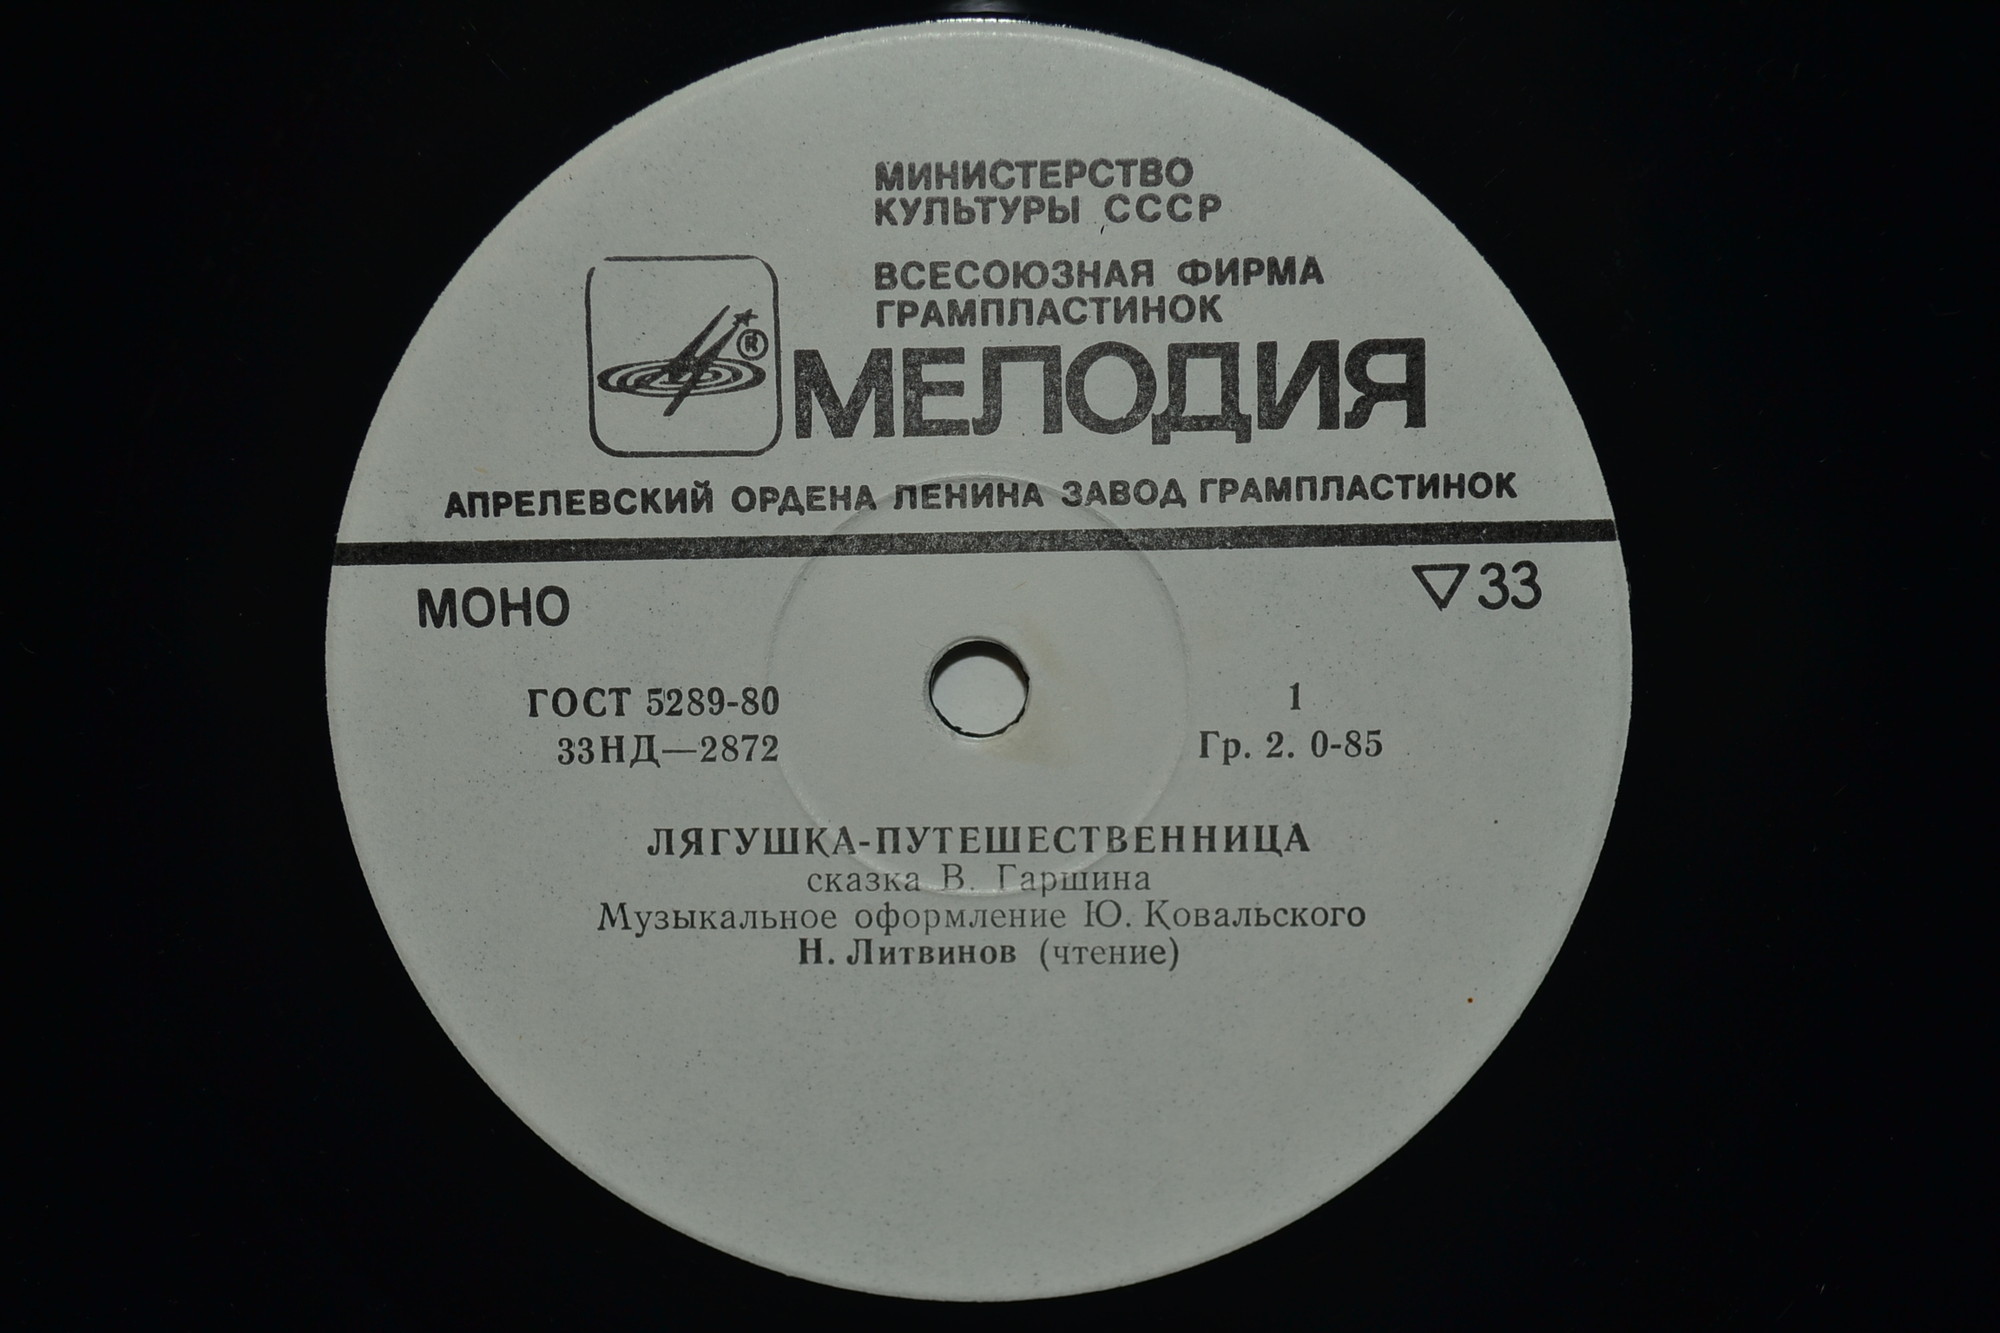 МИНИСТЕРСТВО
КУЛЬТУРЫ СССР
ВСЕСОЮЗНАЯ ФИРМА
ГРАМПЛАСТИНОК
®
МЕЛОДИЯ
АПРЕЛЕВСКИЙ ОРДЕНА ЛЕНИНА ЗАВОД ГРАМПЛАСТИНОК
МОНО
▽33
ГОСТ 5289-80
33НД—2872
1
Гр. 2. 0-85
ЛЯГУШКА-ПУТЕШЕСТВЕННИЦА
сказка В. Гаршина
Музыкальное оформление Ю. Ковальского
Н. Литвинов (чтение)